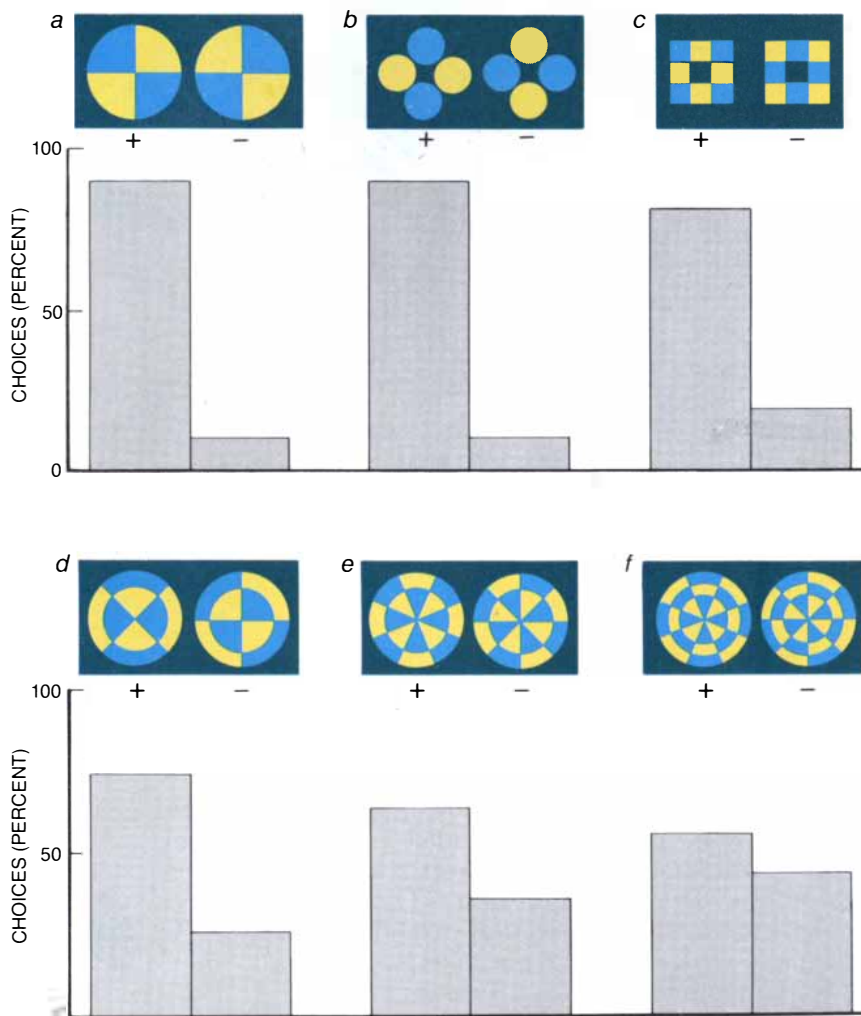 a b c
+ − + − + −
100
50
0
CHOICES (PERCENT)
d e f
+ − + − + −
100
50
CHOICES (PERCENT)